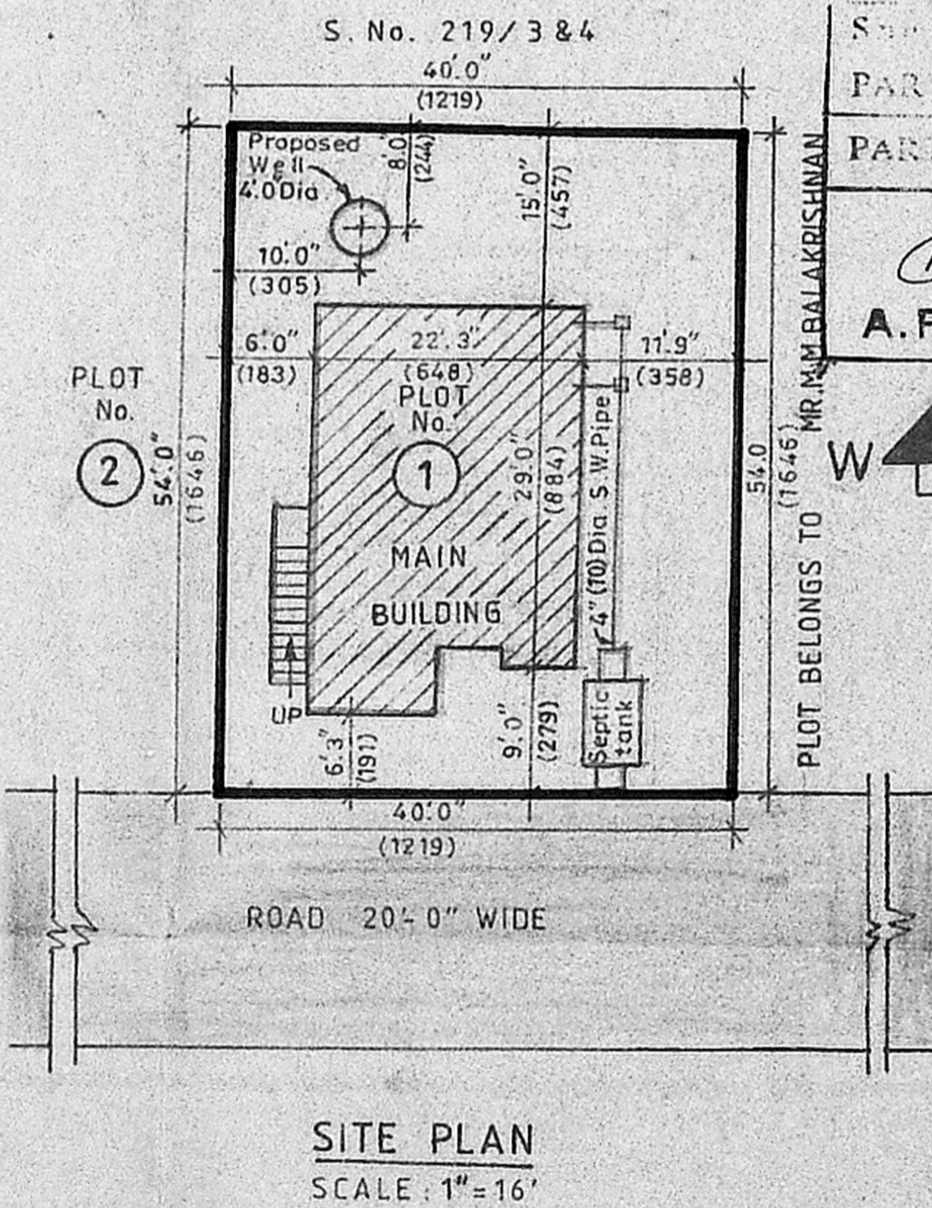 S. No. 219/3 &4
40'.0"
(1219)
PAR
PAR
Proposed
Well
4'.0"Dia.
8'.0"
(244)
15'.0"
(457)
10'.0"
(305)
6'.0"
(183)
22'.3"
(648)
11'.9"
(358)
A.P
PLOT
No.
2
54'.0"
(1646)
PLOT
No.
1
29'.0"
(884)
4"(10)Dia. S.W.Pipe
54.0
(1646)
PLOT BELONGS TO MR.M.M.BALAKRISHNAN
W
MAIN
BUILDING
UP
6'.3"
(191)
9'.0"
(279)
Septic
tank
40'.0"
(1219)
ROAD 20'-0" WIDE
SITE PLAN
SCALE : 1"=16'